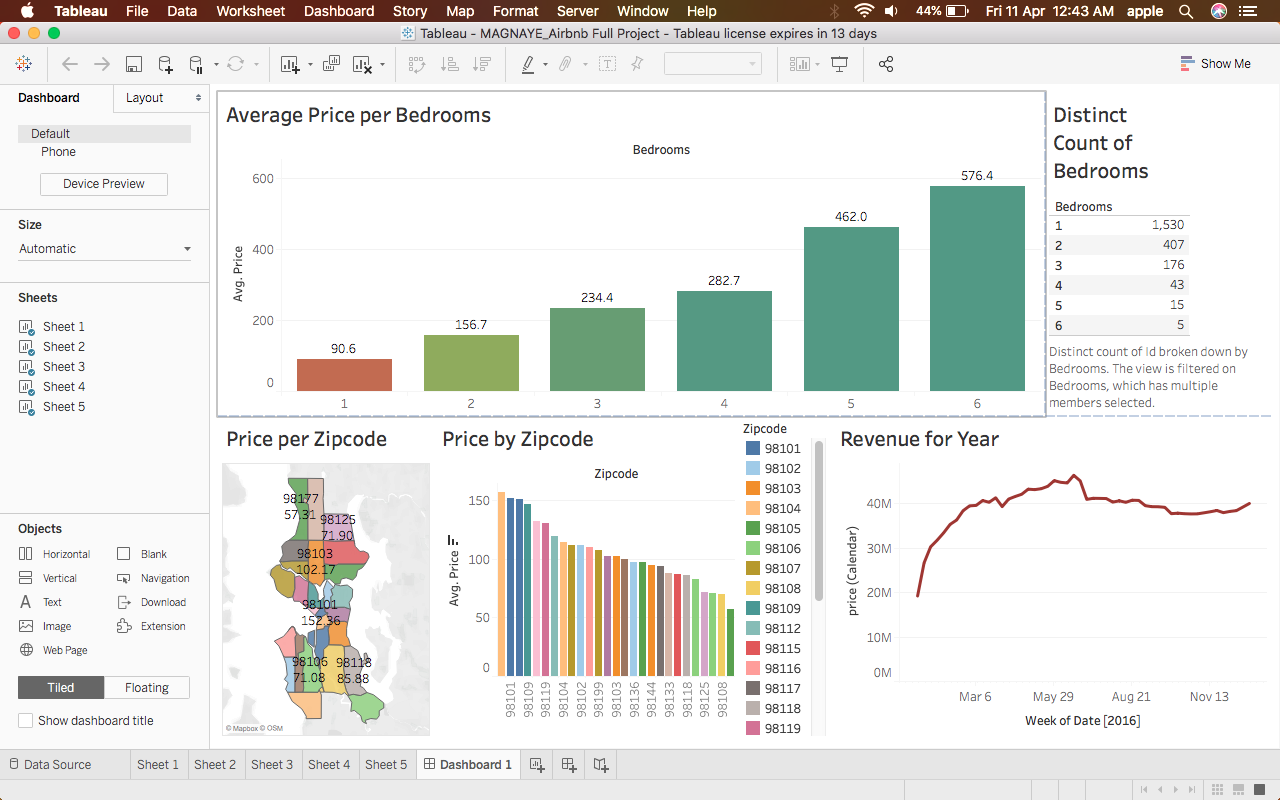 Tableau File Data Worksheet Dashboard Story Map Format Server Window Help 44% Fri 11 Apr 12:43 AM apple
Tableau - MAGNAYE_Airbnb Full Project - Tableau license expires in 13 days
Show Me
Dashboard Layout
Default
Phone
Device Preview
Size
Automatic
Sheets
Sheet 1
Sheet 2
Sheet 3
Sheet 4
Sheet 5
Objects
Horizontal Blank
Vertical Navigation
A Text Download
Image Extension
Web Page
Tiled Floating
Show dashboard title
Average Price per Bedrooms
Bedrooms
Avg. Price
600
400
200
0
90.6
156.7
234.4
282.7
462.0
576.4
1 2 3 4 5 6
Distinct
Count of
Bedrooms
Bedrooms
1 1,530
2 407
3 176
4 43
5 15
6 5
Distinct count of Id broken down by
Bedrooms. The view is filtered on
Bedrooms, which has multiple
members selected.
Price per Zipcode
98177
57.31
98125
71.90
98103
102.17
98101
152.36
98106
71.08
98118
85.88
© Mapbox © OSM
Price by Zipcode
Zipcode
Avg. Price
150
100
50
0
98101
98109
98119
98104
98102
98199
98103
98136
98144
98133
98118
98125
98108
Zipcode
98101
98102
98103
98104
98105
98106
98107
98108
98109
98112
98115
98116
98117
98118
98119
Revenue for Year
price (Calendar)
40M
30M
20M
10M
0M
Mar 6 May 29 Aug 21 Nov 13
Week of Date [2016]
Data Source Sheet 1 Sheet 2 Sheet 3 Sheet 4 Sheet 5 Dashboard 1